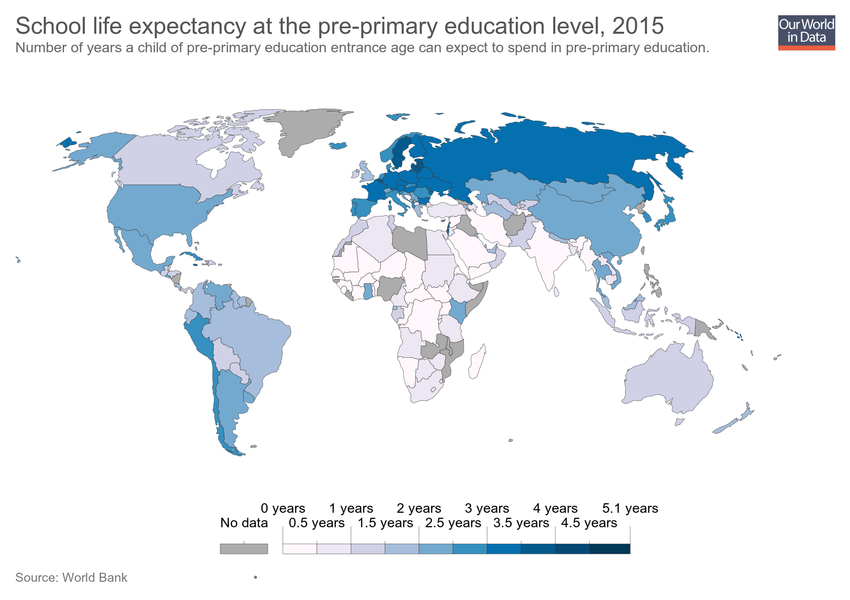 School life expectancy at the pre-primary education level, 2015
Number of years a child of pre-primary education entrance age can expect to spend in pre-primary education.
Our World
in Data
0 years 1 years 2 years 3 years 4 years 5.1 years
No data 0.5 years 1.5 years 2.5 years 3.5 years 4.5 years
Source: World Bank